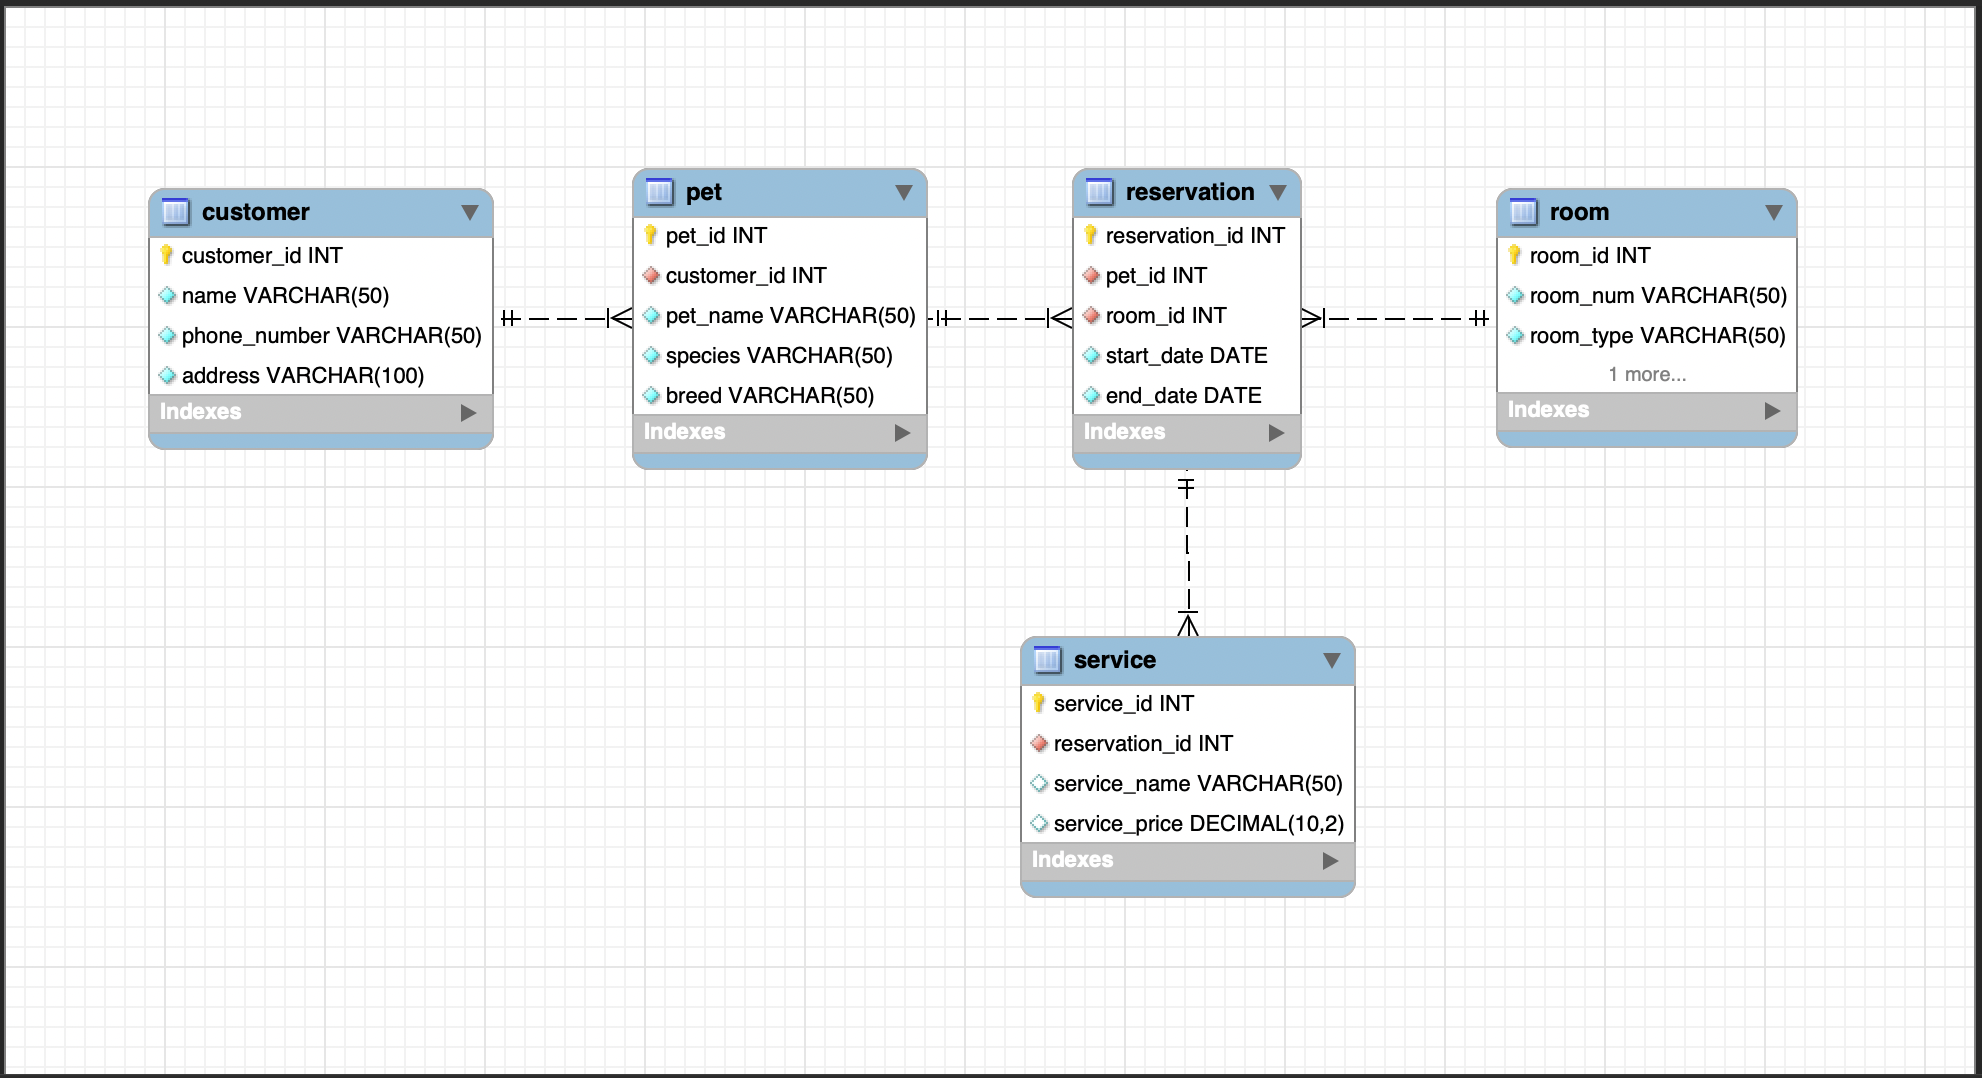 customer
customer_id INT
name VARCHAR(50)
phone_number VARCHAR(50)
address VARCHAR(100)
Indexes
pet
pet_id INT
customer_id INT
pet_name VARCHAR(50)
species VARCHAR(50)
breed VARCHAR(50)
Indexes
reservation
reservation_id INT
pet_id INT
room_id INT
start_date DATE
end_date DATE
Indexes
room
room_id INT
room_num VARCHAR(50)
room_type VARCHAR(50)
1 more...
Indexes
service
service_id INT
reservation_id INT
service_name VARCHAR(50)
service_price DECIMAL(10,2)
Indexes